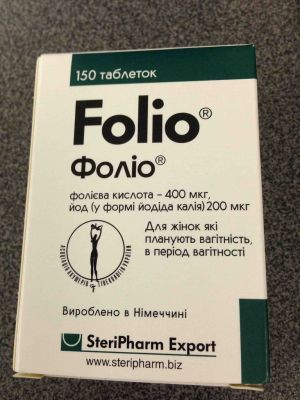 150 таблеток
Folio®
Фоліо®
фолієва кислота – 400 мкг,
йод (у формі йодіда калія) 200 мкг
Для жінок які
планують вагітність,
в період вагітності
Вироблено в Німеччині
SteriPharm Export
www.steripharm.biz